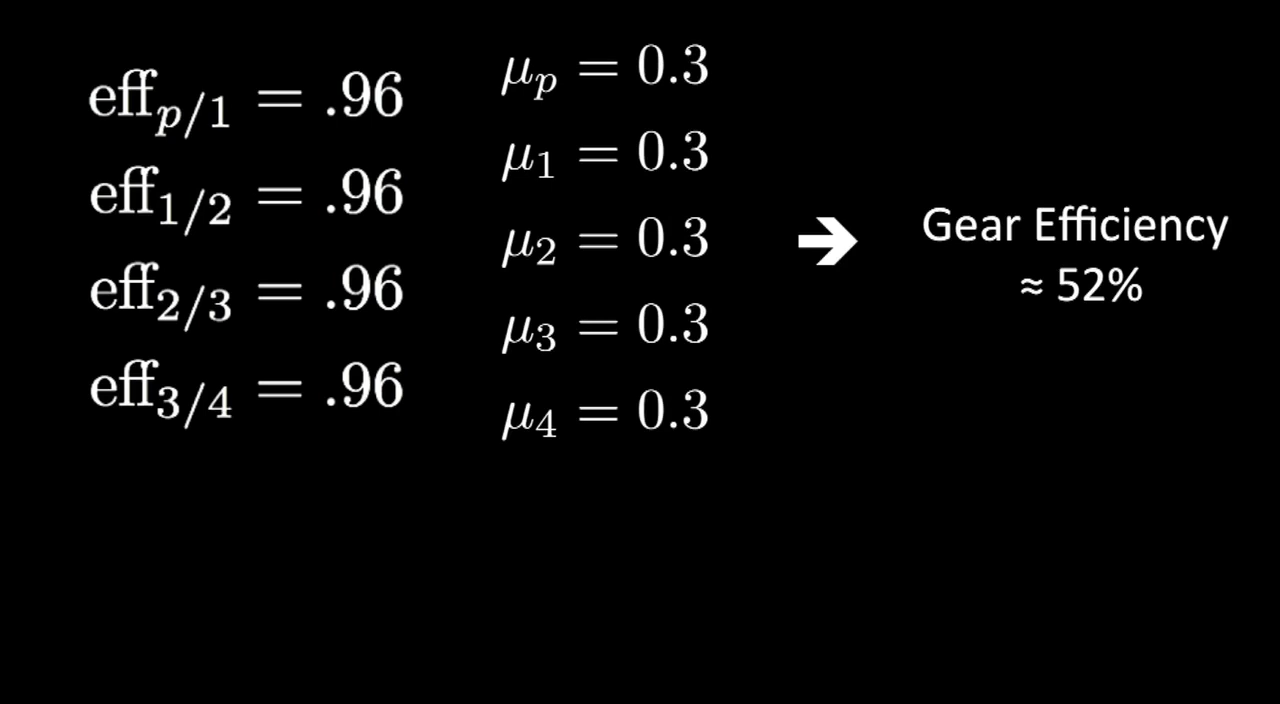 eff_{p/1} = .96
eff_{1/2} = .96
eff_{2/3} = .96
eff_{3/4} = .96
μ_p = 0.3
μ_1 = 0.3
μ_2 = 0.3
μ_3 = 0.3
μ_4 = 0.3
➔
Gear Efficiency
≈ 52%